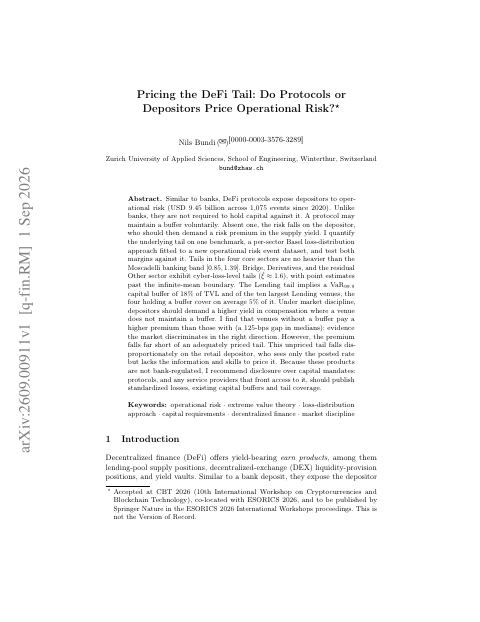 Pricing the DeFi Tail: Do Protocols or
Depositors Price Operational Risk?*
Nils Bundi (✉)[0000-0003-3576-3289]
Zurich University of Applied Sciences, School of Engineering, Winterthur, Switzerland
bund@zhaw.ch
Abstract. Similar to banks, DeFi protocols expose depositors to oper-
ational risk (USD 9.45 billion across 1,075 events since 2020). Unlike
banks, they are not required to hold capital against it. A protocol may
maintain a buffer voluntarily. Absent one, the risk falls on the depositor,
who should then demand a risk premium in the supply yield. I quantify
the underlying tail on one benchmark, a per-sector Basel loss-distribution
approach fitted to a new operational risk event dataset, and test both
margins against it. Tails in the four core sectors are no heavier than the
Moscadelli banking band [0.85, 1.39]. Bridge, Derivatives, and the residual
Other sector exhibit cyber-loss-level tails (ξ̂ ≈ 1.6), with point estimates
past the infinite-mean boundary. The Lending tail implies a VaR99.9
capital buffer of 18% of TVL and of the ten largest Lending venues, the
four holding a buffer cover on average 5% of it. Under market discipline,
depositors should demand a higher yield in compensation where a venue
does not maintain a buffer. I find that venues without a buffer pay a
higher premium than those with (a 125-bps gap in medians): evidence
the market discriminates in the right direction. However, the premium
falls far short of an adequately priced tail. This unpriced tail falls dis-
proportionately on the retail depositor, who sees only the posted rate
but lacks the information and skills to price it. Because these products
are not bank-regulated, I recommend disclosure over capital mandates:
protocols, and any service providers that front access to it, should publish
standardized losses, existing capital buffers and tail coverage.
Keywords: operational risk · extreme value theory · loss-distribution
approach · capital requirements · decentralized finance · market discipline
1 Introduction
Decentralized finance (DeFi) offers yield-bearing earn products, among them
lending-pool supply positions, decentralized-exchange (DEX) liquidity-provision
positions, and yield vaults. Similar to a bank deposit, they expose the depositor
* Accepted at CBT 2026 (10th International Workshop on Cryptocurrencies and
Blockchain Technology), co-located with ESORICS 2026, and to be published by
Springer Nature in the ESORICS 2026 International Workshops proceedings. This is
not the Version of Record.
arXiv:2609.00911v1 [q-fin.RM] 1 Sep 2026